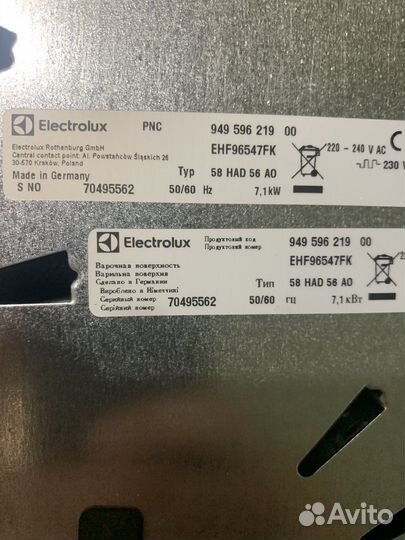 Electrolux PNC 949 596 219 00
Electrolux Rothenburg GmbH
Central contact point: Al. Powstańców Śląskich 26
30-570 Kraków, Poland
EHF96547FK 220 - 240 V AC
Made in Germany Typ 58 HAD 56 AO 230 V
S NO 70495562 50/60 Hz 7,1 kW
Electrolux Продуктовый код 949 596 219 00
Продуктовий номер
Варочная поверхность EHF96547FK
Варильна поверхня
Сделано в Германии Тип 58 HAD 56 AO
Вироблено в Німеччині
Серийный номер 70495562 50/60 гц 7,1 кВт
Серійний номер
Avito